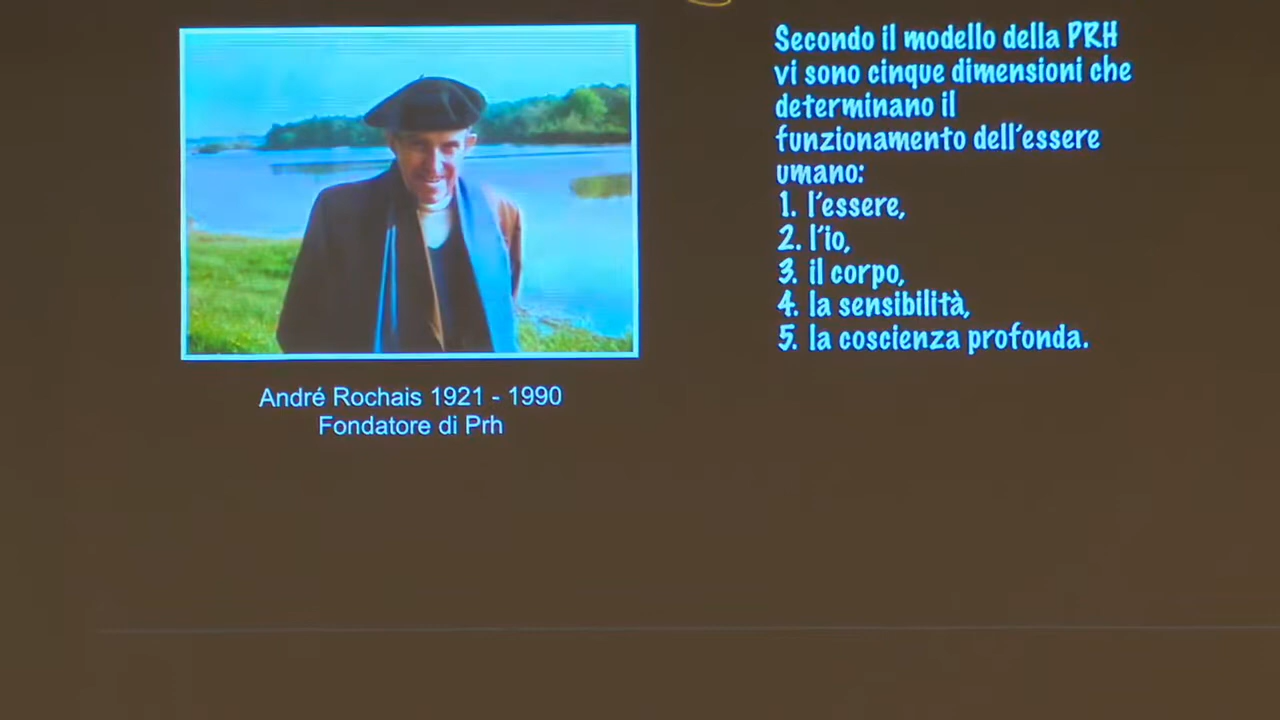 Secondo il modello della PRH
vi sono cinque dimensioni che
determinano il
funzionamento dell'essere
umano:
1. l'essere,
2. l'io,
3. il corpo,
4. la sensibilità,
5. la coscienza profonda.
André Rochais 1921 - 1990
Fondatore di Prh